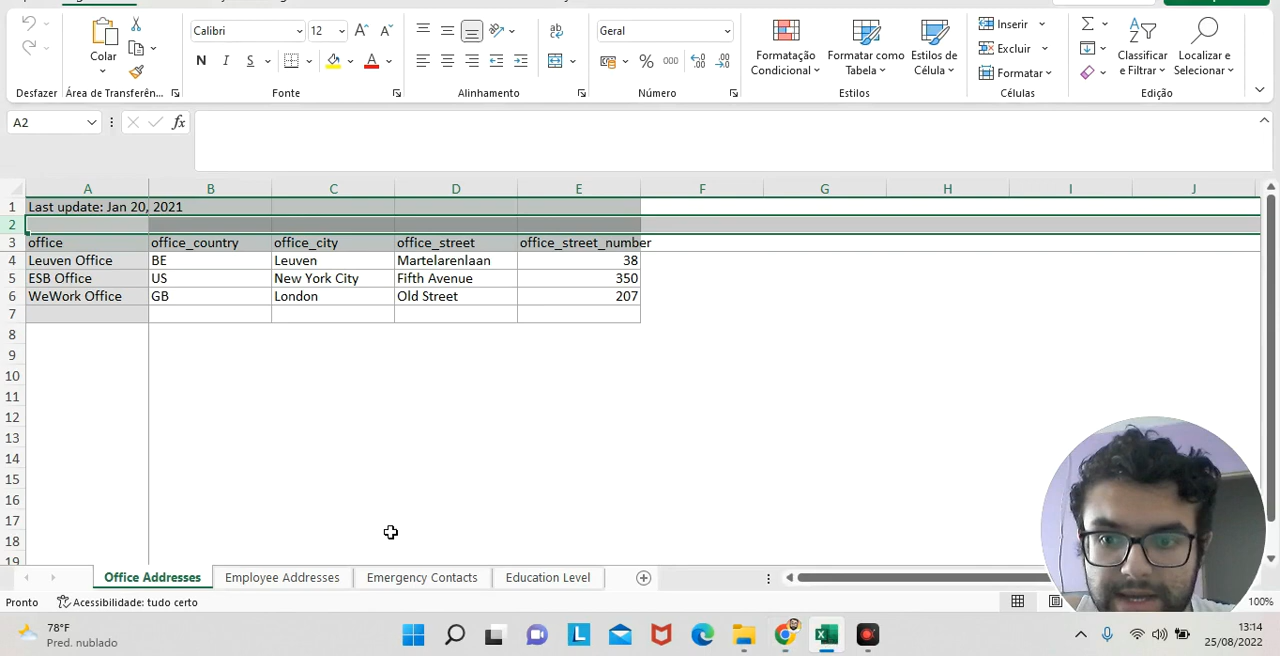 Calibri
12
Geral
Colar
N I S
ab
%
000
Inserir
Excluir
Formatar
Formatação
Condicional
Formatar como
Tabela
Estilos de
Célula
Classificar
e Filtrar
Localizar e
Selecionar
Desfazer
Área de Transferên...
Fonte
Alinhamento
Número
Estilos
Células
Edição
A2
fx
A B C D E F G H I J
1 Last update: Jan 20, 2021
2
3 office office_country office_city office_street office_street_number
4 Leuven Office BE Leuven Martelarenlaan 38
5 ESB Office US New York City Fifth Avenue 350
6 WeWork Office GB London Old Street 207
7
8
9
10
11
12
13
14
15
16
17
18
19
Office Addresses Employee Addresses Emergency Contacts Education Level
Pronto Acessibilidade: tudo certo 100%
78°F
Pred. nublado
13:14
25/08/2022